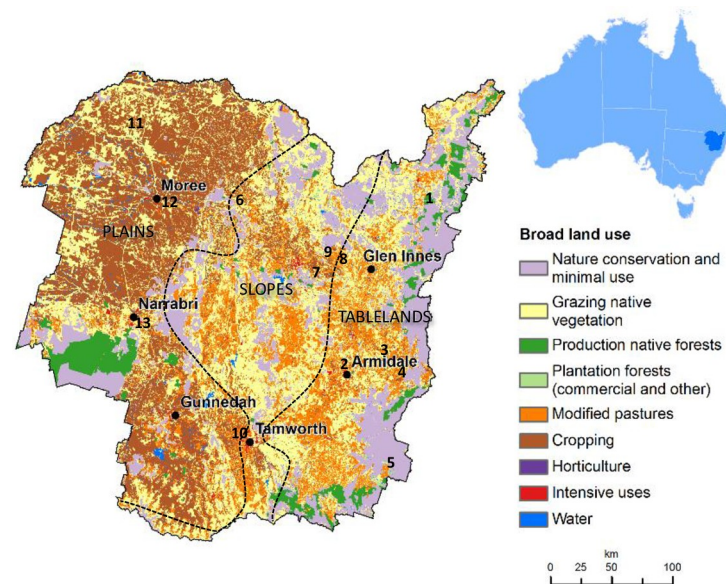 11
Moree
12
6
1
PLAINS
9
8
Glen Innes
7
SLOPES
Narrabri
13
TABLELANDS
3
2
Armidale
4
Gunnedah
10
Tamworth
5
Broad land use
Nature conservation and
minimal use
Grazing native
vegetation
Production native forests
Plantation forests
(commercial and other)
Modified pastures
Cropping
Horticulture
Intensive uses
Water
km
0 25 50 100